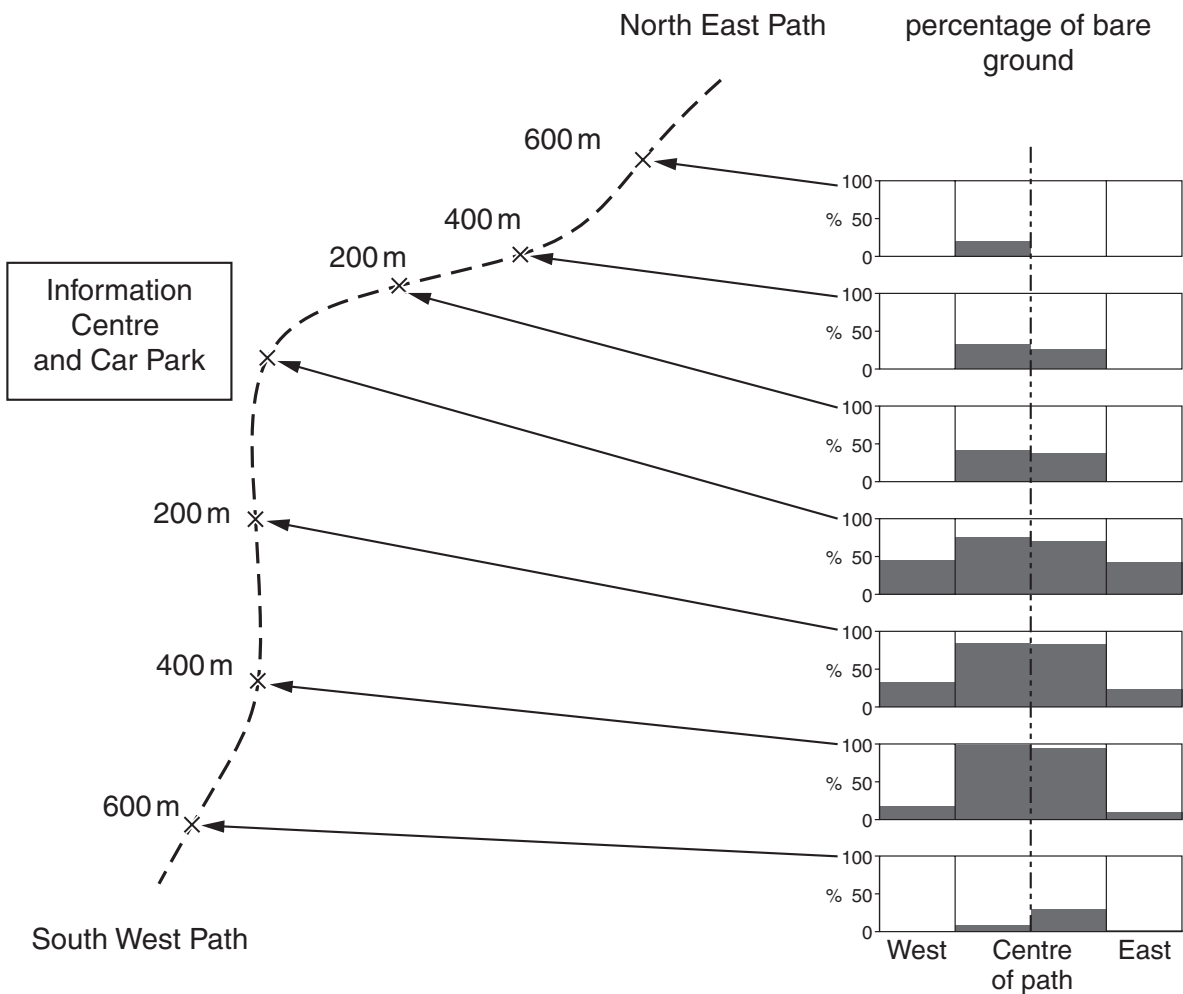 North East Path
percentage of bare
ground
600 m
400 m
200 m
Information
Centre
and Car Park
200 m
400 m
600 m
South West Path
100
% 50
0
100
% 50
0
100
% 50
0
100
% 50
0
100
% 50
0
100
% 50
0
100
% 50
0
West
Centre
of path
East